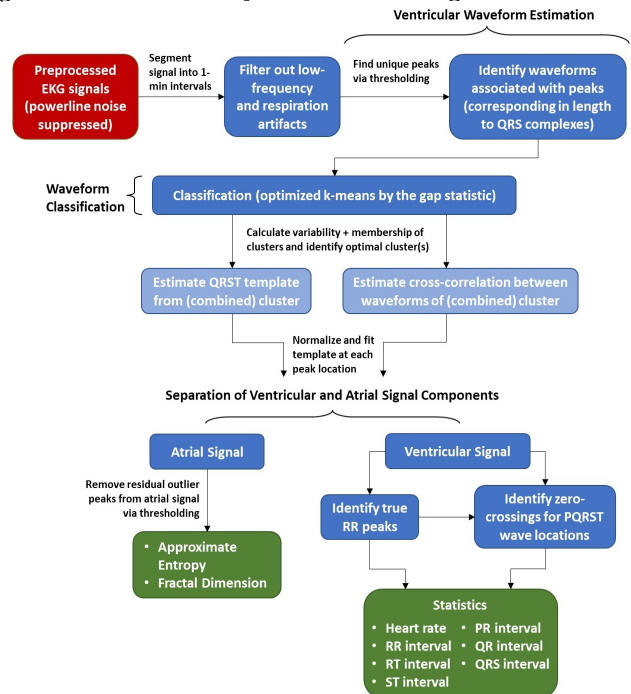 Ventricular Waveform Estimation
Preprocessed
EKG signals
(powerline noise
suppressed)
Segment
signal into 1-
min intervals
Filter out low-
frequency
and respiration
artifacts
Find unique peaks
via thresholding
Identify waveforms
associated with peaks
(corresponding in length
to QRS complexes)
Waveform
Classification
Classification (optimized k-means by the gap statistic)
Calculate variability + membership of
clusters and identify optimal cluster(s)
Estimate QRST template
from (combined) cluster
Estimate cross-correlation between
waveforms of (combined) cluster
Normalize and fit
template at each
peak location
Separation of Ventricular and Atrial Signal Components
Atrial Signal
Ventricular Signal
Remove residual outlier
peaks from atrial signal
via thresholding
Identify true
RR peaks
Identify zero-
crossings for PQRST
wave locations
• Approximate
Entropy
• Fractal Dimension
Statistics
• Heart rate • PR interval
• RR interval • QR interval
• RT interval • QRS interval
• ST interval